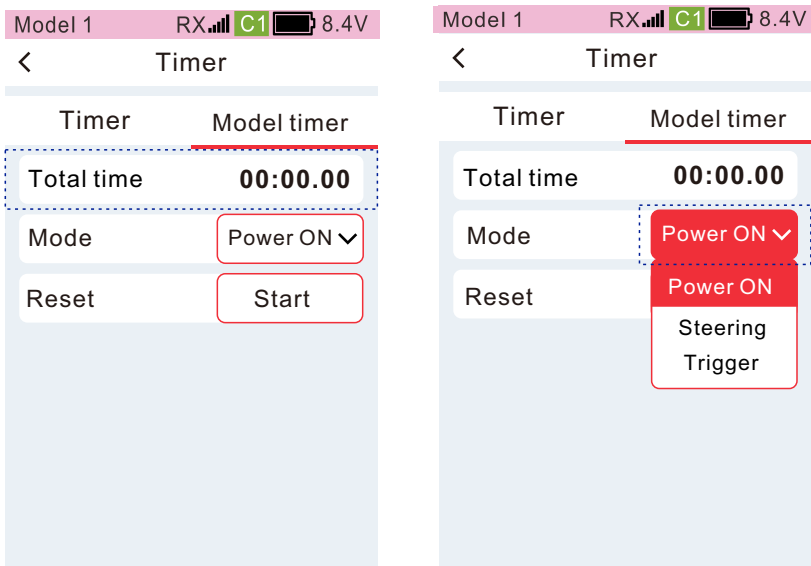 Model 1 RX C1 8.4V
Timer
Timer Model timer
Total time 00:00.00
Mode Power ON
Reset Start
Model 1 RX C1 8.4V
Timer
Timer Model timer
Total time 00:00.00
Mode Power ON
Power ON
Reset
Steering
Trigger